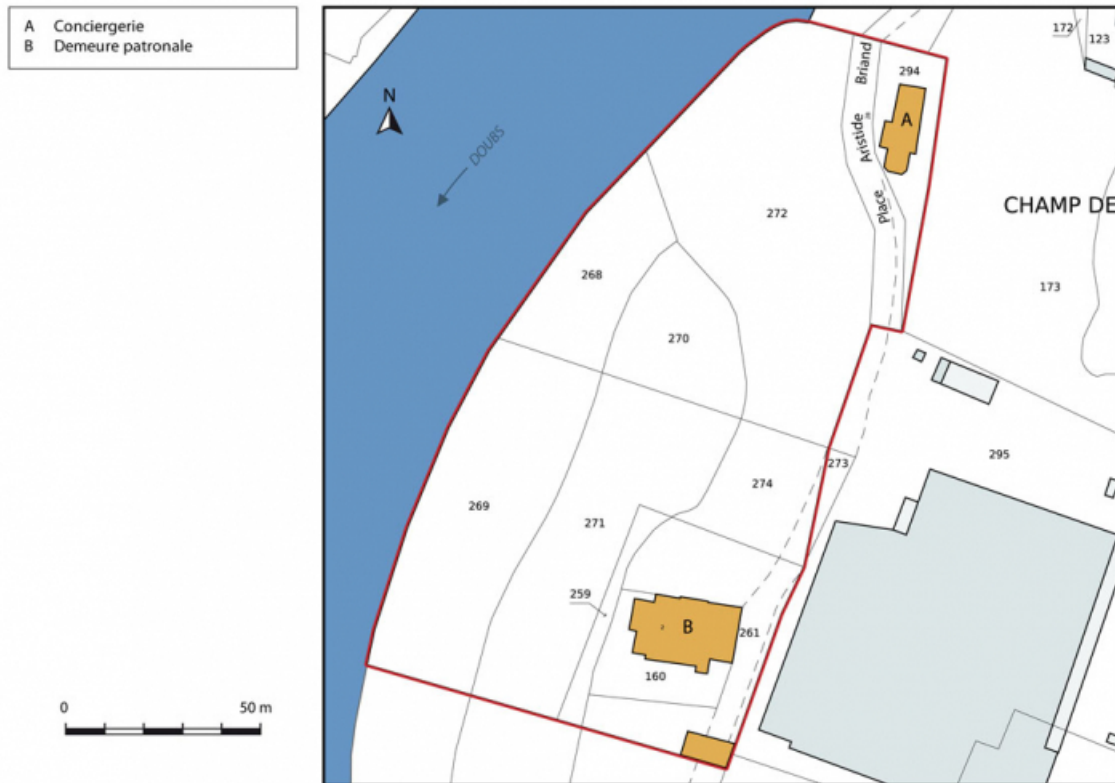 A Conciergerie
B Demeure patronale
N
DOUBS
Place Aristide Briand
172
123
294
A
CHAMP DE
272
173
268
270
295
273
274
269
271
259
B
261
160
0 50 m